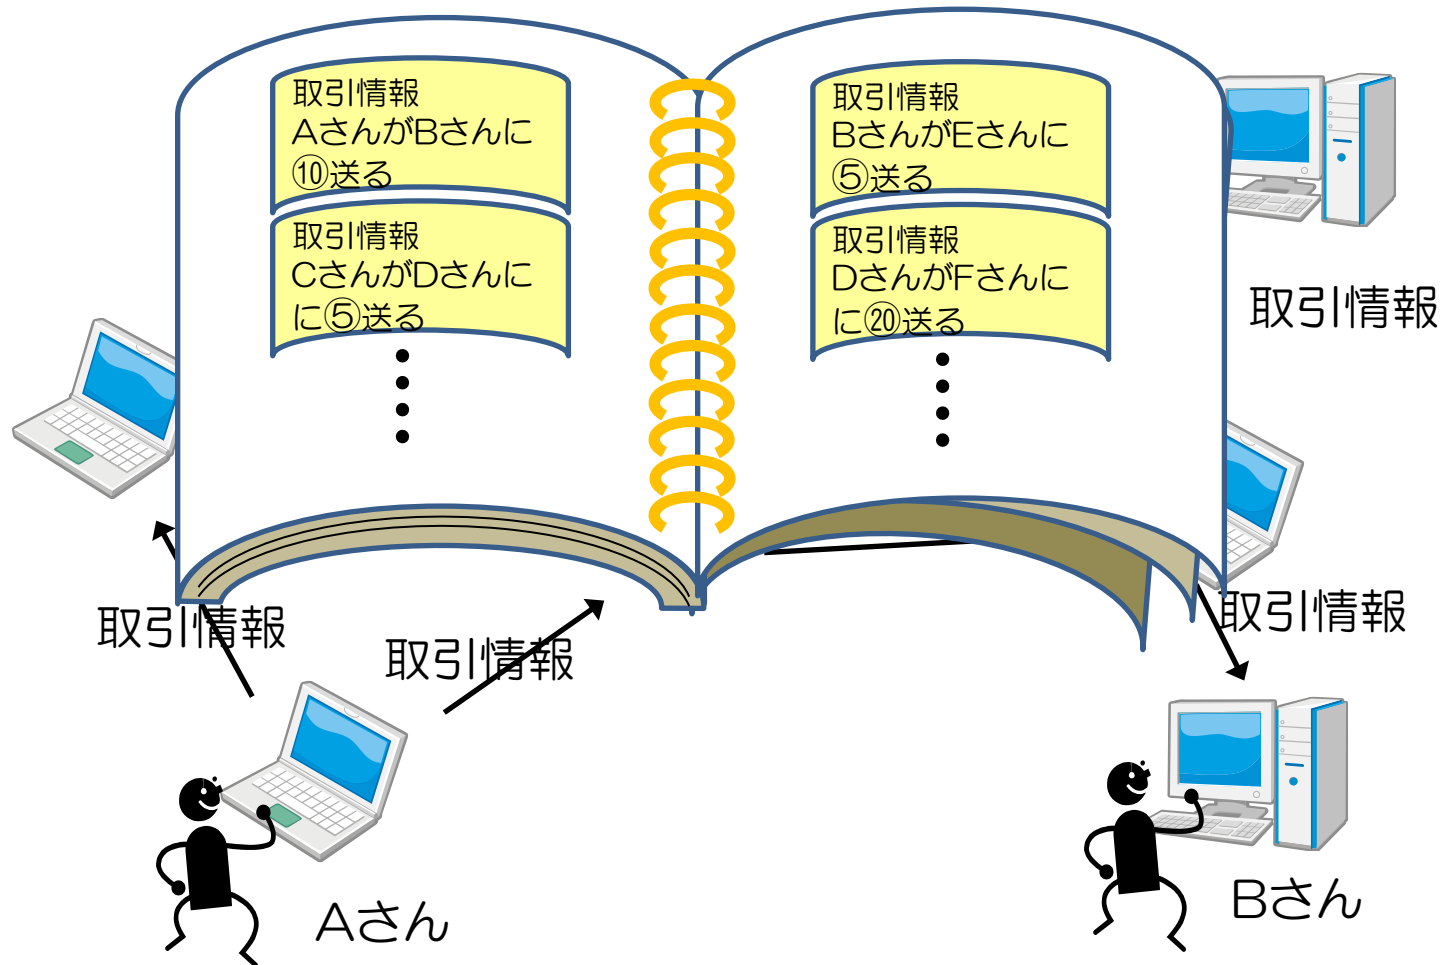 取引情報
AさんがBさんに
⑩送る
取引情報
CさんがDさんに
に⑤送る
取引情報
BさんがEさんに
⑤送る
取引情報
DさんがFさんに
に⑳送る
取引情報
取引情報
取引情報
取引情報
Aさん
Bさん